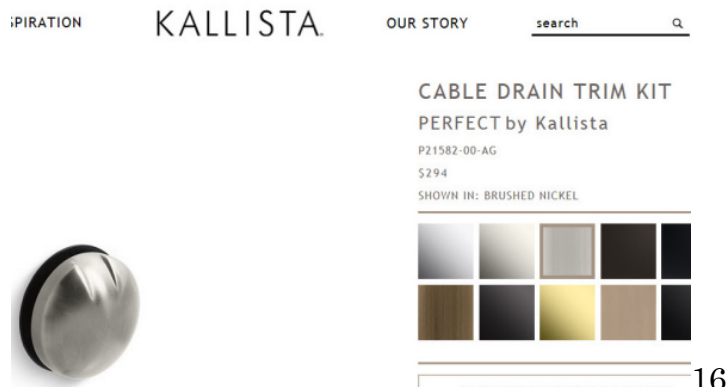 SPIRATION KALLISTA. OUR STORY search
CABLE DRAIN TRIM KIT
PERFECT by Kallista
P21582-00-AG
$294
SHOWN IN: BRUSHED NICKEL
16